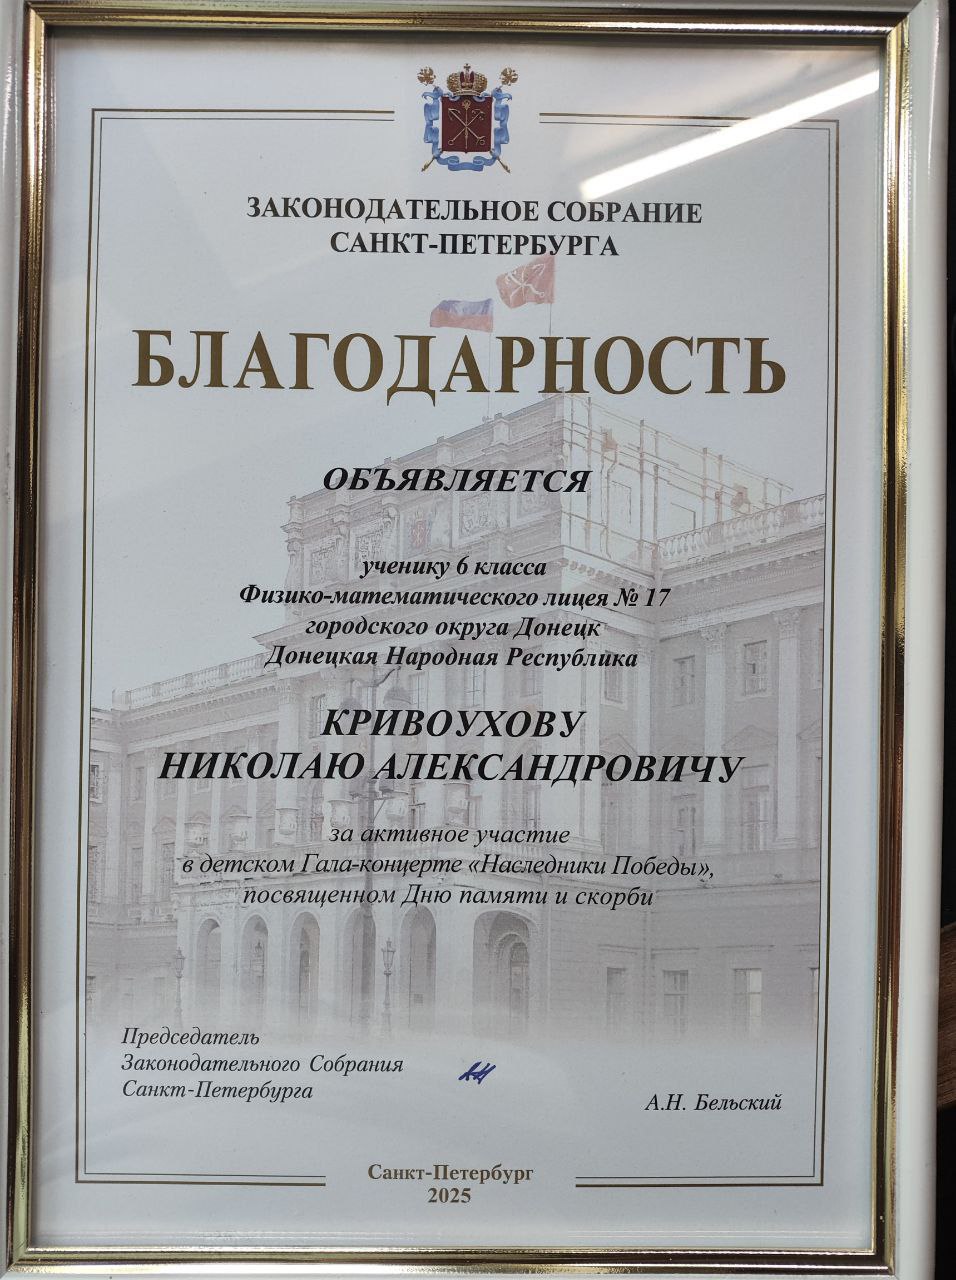 ЗАКОНОДАТЕЛЬНОЕ СОБРАНИЕ
САНКТ-ПЕТЕРБУРГА
БЛАГОДАРНОСТЬ
ОБЪЯВЛЯЕТСЯ
ученику 6 класса
Физико-математического лицея № 17
городского округа Донецк
Донецкая Народная Республика
КРИВОУХОВУ
НИКОЛАЮ АЛЕКСАНДРОВИЧУ
за активное участие
в детском Гала-концерте «Наследники Победы»,
посвященном Дню памяти и скорби
Председатель
Законодательного Собрания
Санкт-Петербурга
А.Н. Бельский
Санкт-Петербург
2025